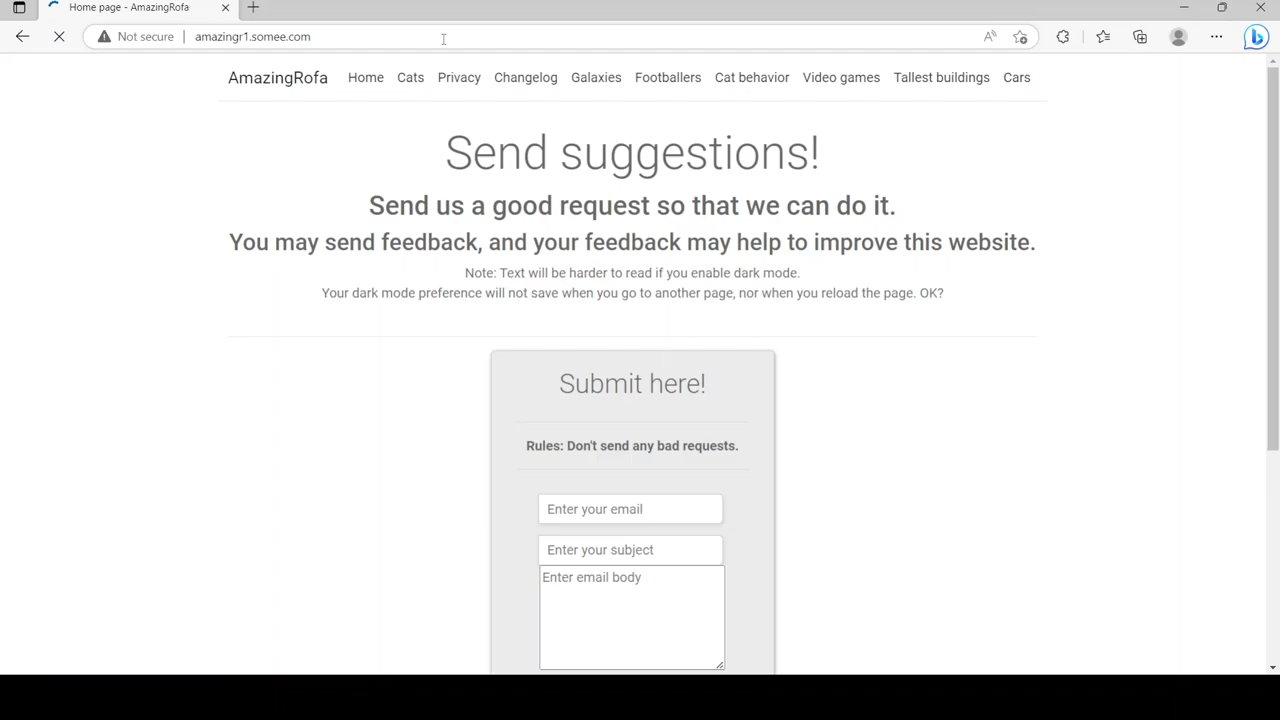 Home page - AmazingRofa
Not secure amazingr1.somee.com
AmazingRofa Home Cats Privacy Changelog Galaxies Footballers Cat behavior Video games Tallest buildings Cars
Send suggestions!
Send us a good request so that we can do it.
You may send feedback, and your feedback may help to improve this website.
Note: Text will be harder to read if you enable dark mode.
Your dark mode preference will not save when you go to another page, nor when you reload the page. OK?
Submit here!
Rules: Don't send any bad requests.
Enter your email
Enter your subject
Enter email body